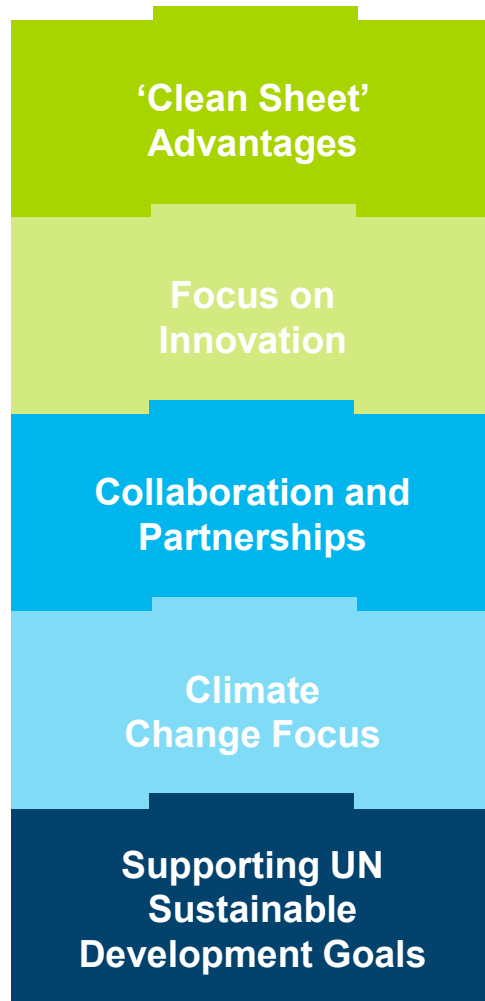 ‘Clean Sheet’
Advantages
Focus on
Innovation
Collaboration and
Partnerships
Climate
Change Focus
Supporting UN
Sustainable
Development Goals